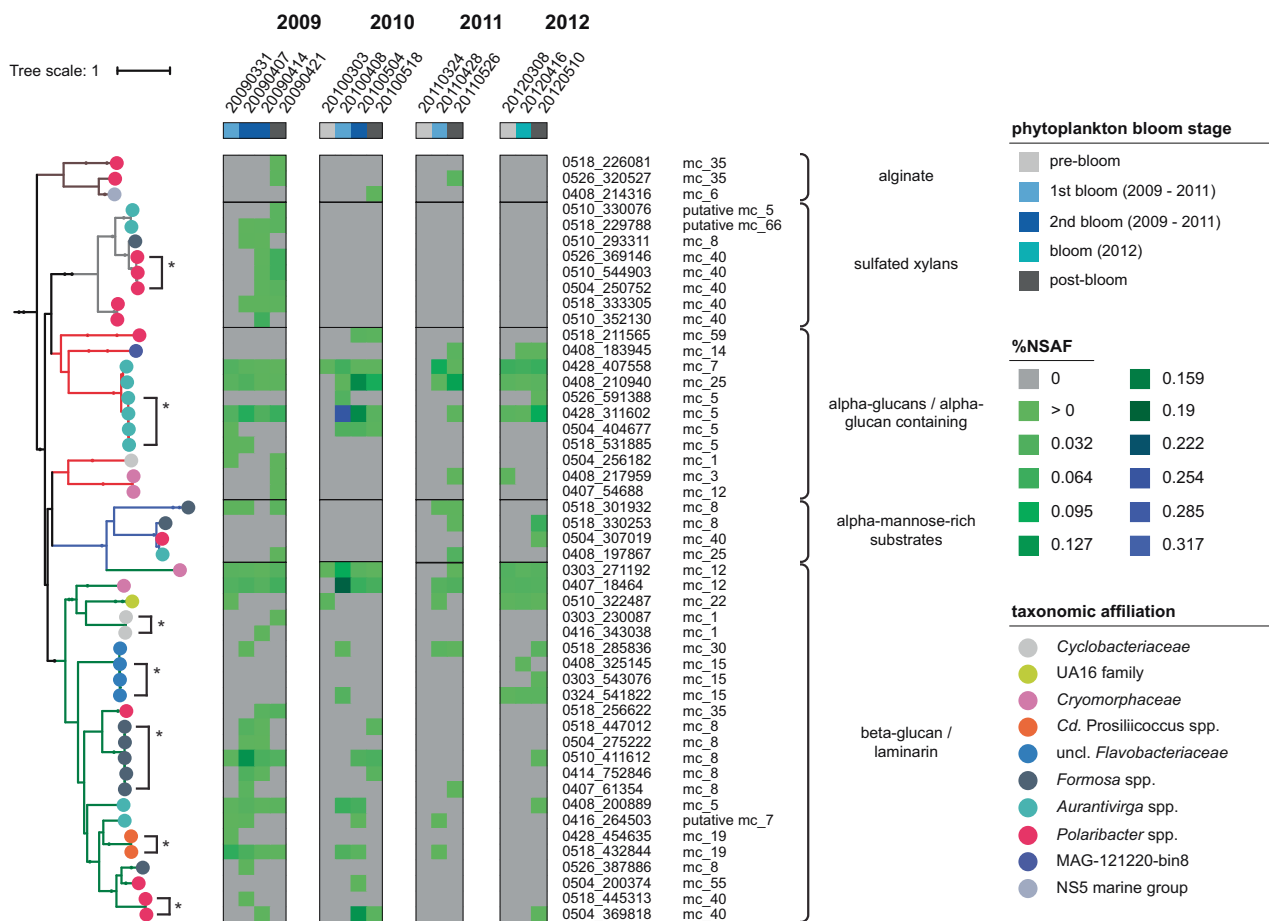 2009 2010 2011 2012
Tree scale: 1
20090331 20090407 20090414 20090421 20100303 20100408 20100504 20100518 20110324 20110428 20110526 20120308 20120416 20120510
0518_226081 mc_35
0526_320527 mc_35
0408_214316 mc_6
alginate
0510_330076 putative mc_5
0518_229788 putative mc_66
0510_293311 mc_8
0526_369146 mc_40
0510_544903 mc_40
0504_250752 mc_40
0518_333305 mc_40
0510_352130 mc_40
sulfated xylans
*
0518_211565 mc_59
0408_183945 mc_14
0428_407558 mc_7
0408_210940 mc_25
0526_591388 mc_5
0428_311602 mc_5
0504_404677 mc_5
0518_531885 mc_5
0504_256182 mc_1
0408_217959 mc_3
0407_54688 mc_12
alpha-glucans / alpha-
glucan containing
*
0518_301932 mc_8
0518_330253 mc_8
0504_307019 mc_40
0408_197867 mc_25
alpha-mannose-rich
substrates
0303_271192 mc_12
0407_18464 mc_12
0510_322487 mc_22
0303_230087 mc_1
0416_343038 mc_1
0518_285836 mc_30
0408_325145 mc_15
0303_543076 mc_15
0324_541822 mc_15
0518_256622 mc_35
0518_447012 mc_8
0504_275222 mc_8
0510_411612 mc_8
0414_752846 mc_8
0407_61354 mc_8
0408_200889 mc_5
0416_264503 putative mc_7
0428_454635 mc_19
0518_432844 mc_19
0526_387886 mc_8
0504_200374 mc_55
0518_445313 mc_40
0504_369818 mc_40
beta-glucan /
laminarin
*
*
*
*
*
phytoplankton bloom stage
pre-bloom
1st bloom (2009 - 2011)
2nd bloom (2009 - 2011)
bloom (2012)
post-bloom
%NSAF
0 0.159
> 0 0.19
0.032 0.222
0.064 0.254
0.095 0.285
0.127 0.317
taxonomic affiliation
Cyclobacteriaceae
UA16 family
Cryomorphaceae
Cd. Prosiliicoccus spp.
uncl. Flavobacteriaceae
Formosa spp.
Aurantivirga spp.
Polaribacter spp.
MAG-121220-bin8
NS5 marine group